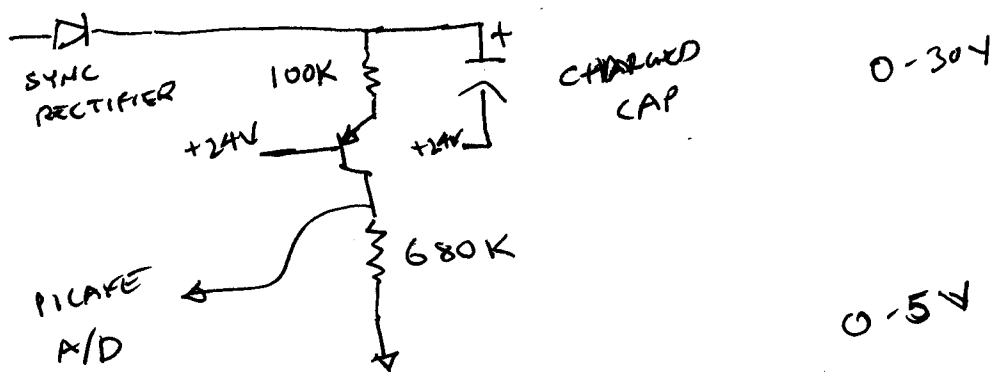 +
SYNC
RECTIFIER
100K
CHARGED
CAP
0-30V
+24V
+24V
680K
PICAXE
A/D
0-5V